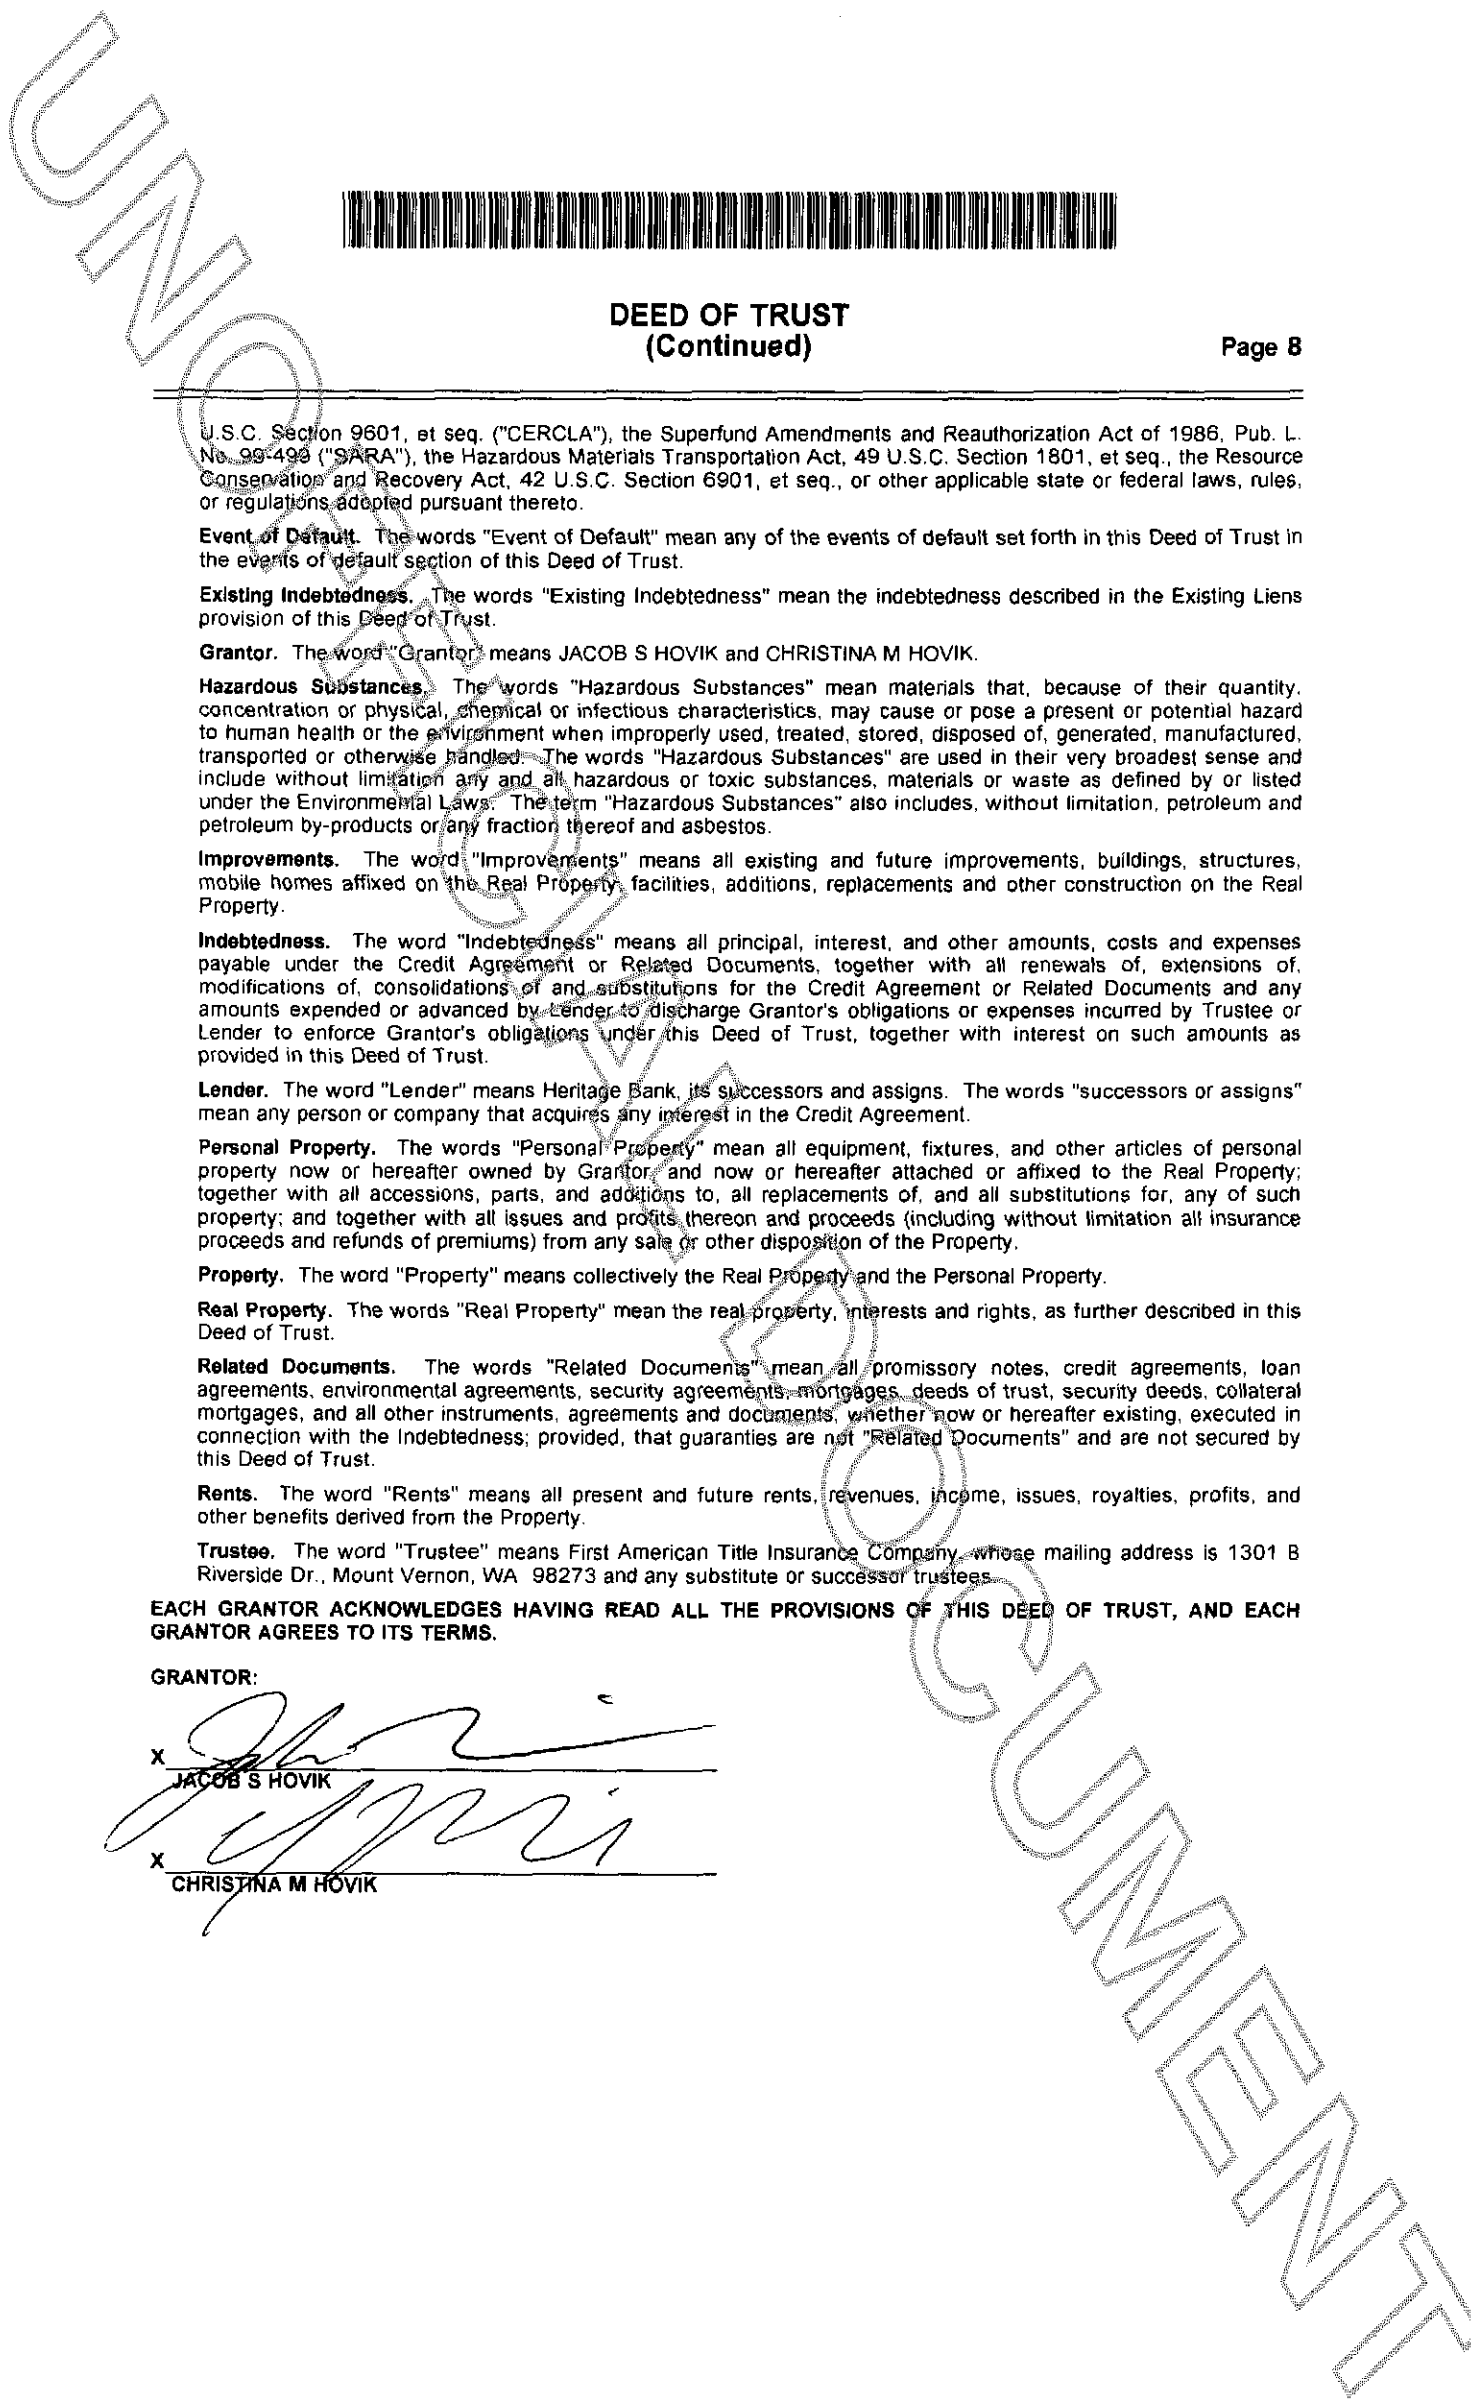 DEED OF TRUST
(Continued)
Page 8
U.S.C. Section 9601, et seq. ("CERCLA"), the Superfund Amendments and Reauthorization Act of 1986, Pub. L.
No. 99-499 ("SARA"), the Hazardous Materials Transportation Act, 49 U.S.C. Section 1801, et seq., the Resource
Conservation and Recovery Act, 42 U.S.C. Section 6901, et seq., or other applicable state or federal laws, rules,
or regulations adopted pursuant thereto.
Event of Default. The words "Event of Default" mean any of the events of default set forth in this Deed of Trust in
the events of default section of this Deed of Trust.
Existing Indebtedness. The words "Existing Indebtedness" mean the indebtedness described in the Existing Liens
provision of this Deed of Trust.
Grantor. The word "Grantor" means JACOB S HOVIK and CHRISTINA M HOVIK.
Hazardous Substances. The words "Hazardous Substances" mean materials that, because of their quantity,
concentration or physical, chemical or infectious characteristics, may cause or pose a present or potential hazard
to human health or the environment when improperly used, treated, stored, disposed of, generated, manufactured,
transported or otherwise handled. The words "Hazardous Substances" are used in their very broadest sense and
include without limitation any and all hazardous or toxic substances, materials or waste as defined by or listed
under the Environmental Laws. The term "Hazardous Substances" also includes, without limitation, petroleum and
petroleum by-products or any fraction thereof and asbestos.
Improvements. The word "Improvements" means all existing and future improvements, buildings, structures,
mobile homes affixed on the Real Property, facilities, additions, replacements and other construction on the Real
Property.
Indebtedness. The word "Indebtedness" means all principal, interest, and other amounts, costs and expenses
payable under the Credit Agreement or Related Documents, together with all renewals of, extensions of,
modifications of, consolidations of and substitutions for the Credit Agreement or Related Documents and any
amounts expended or advanced by Lender to discharge Grantor's obligations or expenses incurred by Trustee or
Lender to enforce Grantor's obligations under this Deed of Trust, together with interest on such amounts as
provided in this Deed of Trust.
Lender. The word "Lender" means Heritage Bank, its successors and assigns. The words "successors or assigns"
mean any person or company that acquires any interest in the Credit Agreement.
Personal Property. The words "Personal Property" mean all equipment, fixtures, and other articles of personal
property now or hereafter owned by Grantor, and now or hereafter attached or affixed to the Real Property;
together with all accessions, parts, and additions to, all replacements of, and all substitutions for, any of such
property; and together with all issues and profits thereon and proceeds (including without limitation all insurance
proceeds and refunds of premiums) from any sale or other disposition of the Property.
Property. The word "Property" means collectively the Real Property and the Personal Property.
Real Property. The words "Real Property" mean the real property, interests and rights, as further described in this
Deed of Trust.
Related Documents. The words "Related Documents" mean all promissory notes, credit agreements, loan
agreements, environmental agreements, security agreements, mortgages, deeds of trust, security deeds, collateral
mortgages, and all other instruments, agreements and documents, whether now or hereafter existing, executed in
connection with the Indebtedness; provided, that guaranties are not "Related Documents" and are not secured by
this Deed of Trust.
Rents. The word "Rents" means all present and future rents, revenues, income, issues, royalties, profits, and
other benefits derived from the Property.
Trustee. The word "Trustee" means First American Title Insurance Company, whose mailing address is 1301 B
Riverside Dr., Mount Vernon, WA 98273 and any substitute or successor trustees.
EACH GRANTOR ACKNOWLEDGES HAVING READ ALL THE PROVISIONS OF THIS DEED OF TRUST, AND EACH
GRANTOR AGREES TO ITS TERMS.
GRANTOR:
X
JACOB S HOVIK
X
CHRISTINA M HOVIK
UNOFFICIAL DOCUMENT